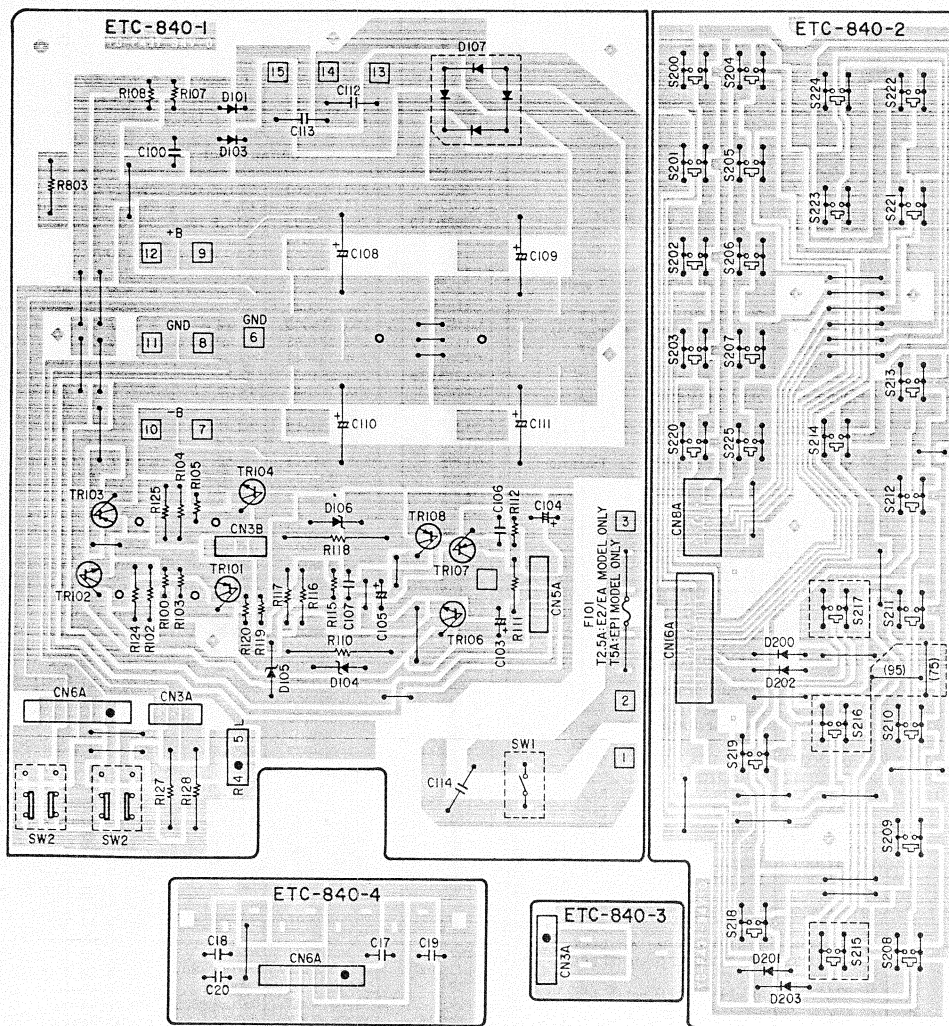 ETC-840-1
D107
15
14
13
R108
R107
D101
C112
C113
C100
D103
R803
+B
12
9
C108
C109
GND
11
8
GND
6
-B
10
7
C110
C111
TR103
R125
R104
R105
TR104
D106
CN3B
R118
TR108
C106
R112
C104
3
TR107
TR102
TR101
R124
R102
R100
R103
R120
R119
R117
R116
R115
C107
C105
TR106
C103
R111
CN5A
F101
T2.5A-E2/EA MODEL ONLY
T5A-EP11 MODEL ONLY
R110
D105
D104
CN6A
CN3A
2
5
R 4
SW1
1
C114
R127
R128
SW2
SW2
ETC-840-2
S200
S204
S224
S222
S201
S205
S223
S221
S202
S206
S203
S207
S213
S220
S225
S214
S212
CN8A
CN16A
S217
S211
D200
D202
(95)
(75)
S216
S210
S219
S209
S218
S215
S208
D201
D203
ETC-840-4
C18
C17
C19
CN6A
C20
ETC-840-3
CN3A